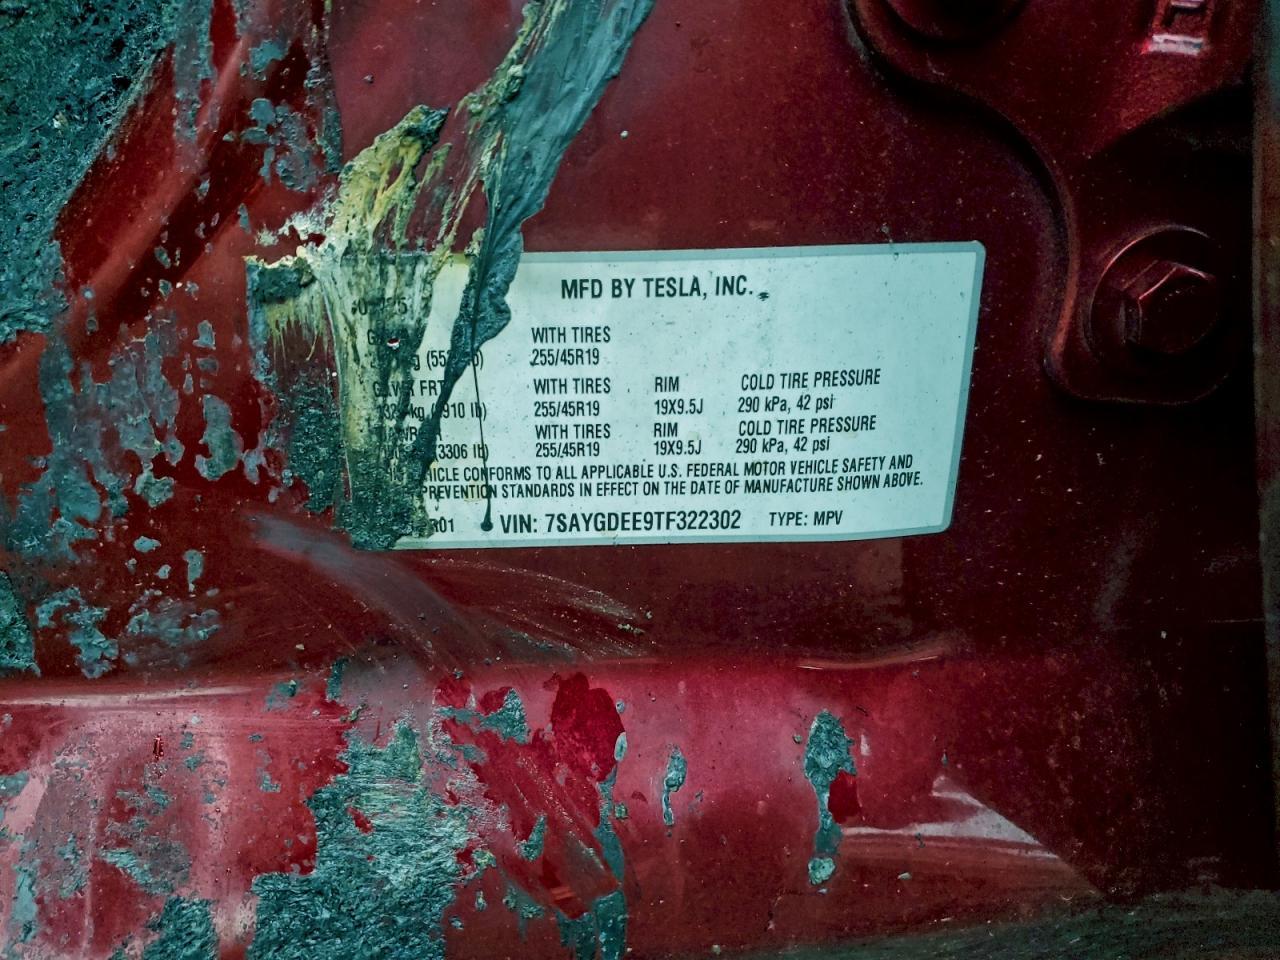 MFD BY TESLA, INC.
WITH TIRES
255/45R19
WITH TIRES RIM COLD TIRE PRESSURE
255/45R19 19X9.5J 290 kPa, 42 psi
WITH TIRES RIM COLD TIRE PRESSURE
(3306 lb) 255/45R19 19X9.5J 290 kPa, 42 psi
CONFORMS TO ALL APPLICABLE U.S. FEDERAL MOTOR VEHICLE SAFETY AND
PREVENTION STANDARDS IN EFFECT ON THE DATE OF MANUFACTURE SHOWN ABOVE.
VIN: 7SAYGDEE9TF322302 TYPE: MPV